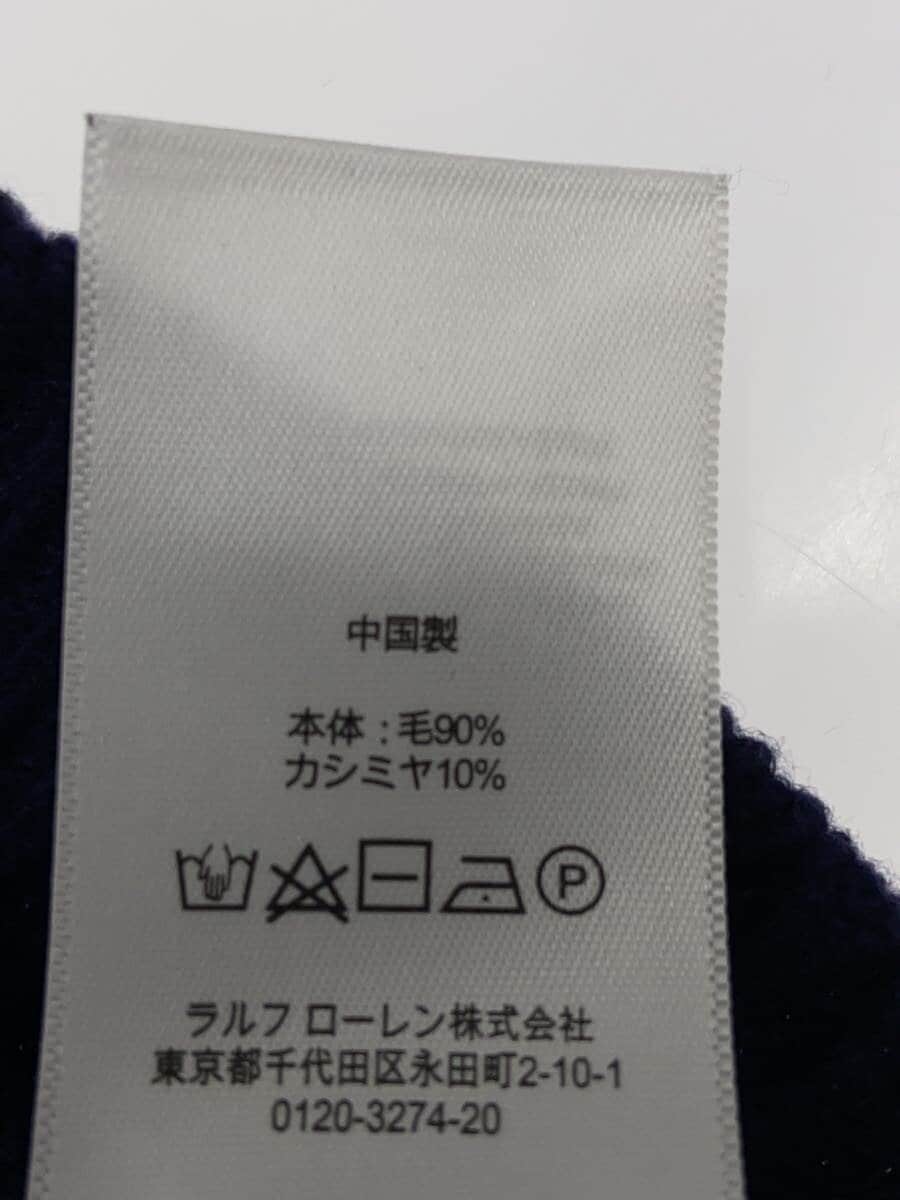 中国製
本体：毛90%
カシミヤ10%
P
ラルフ ローレン株式会社
東京都千代田区永田町2-10-1
0120-3274-20